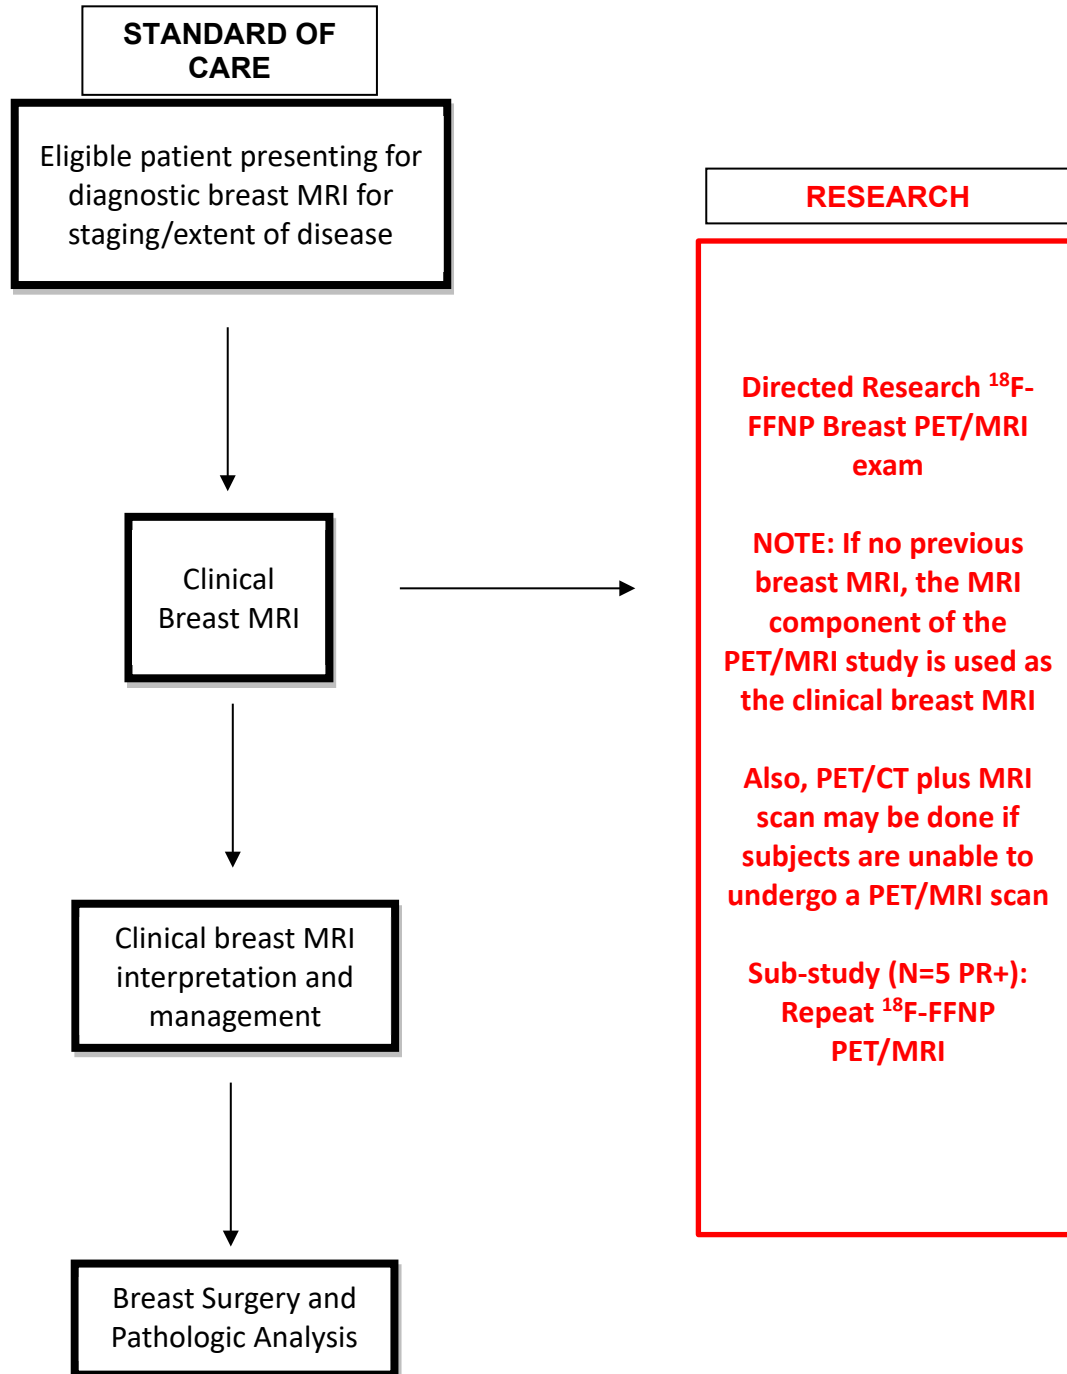 STANDARD OF
CARE
Eligible patient presenting for
diagnostic breast MRI for
staging/extent of disease
Clinical
Breast MRI
Clinical breast MRI
interpretation and
management
Breast Surgery and
Pathologic Analysis
RESEARCH
Directed Research ¹⁸F-
FFNP Breast PET/MRI
exam
NOTE: If no previous
breast MRI, the MRI
component of the
PET/MRI study is used as
the clinical breast MRI
Also, PET/CT plus MRI
scan may be done if
subjects are unable to
undergo a PET/MRI scan
Sub-study (N=5 PR+):
Repeat ¹⁸F-FFNP
PET/MRI